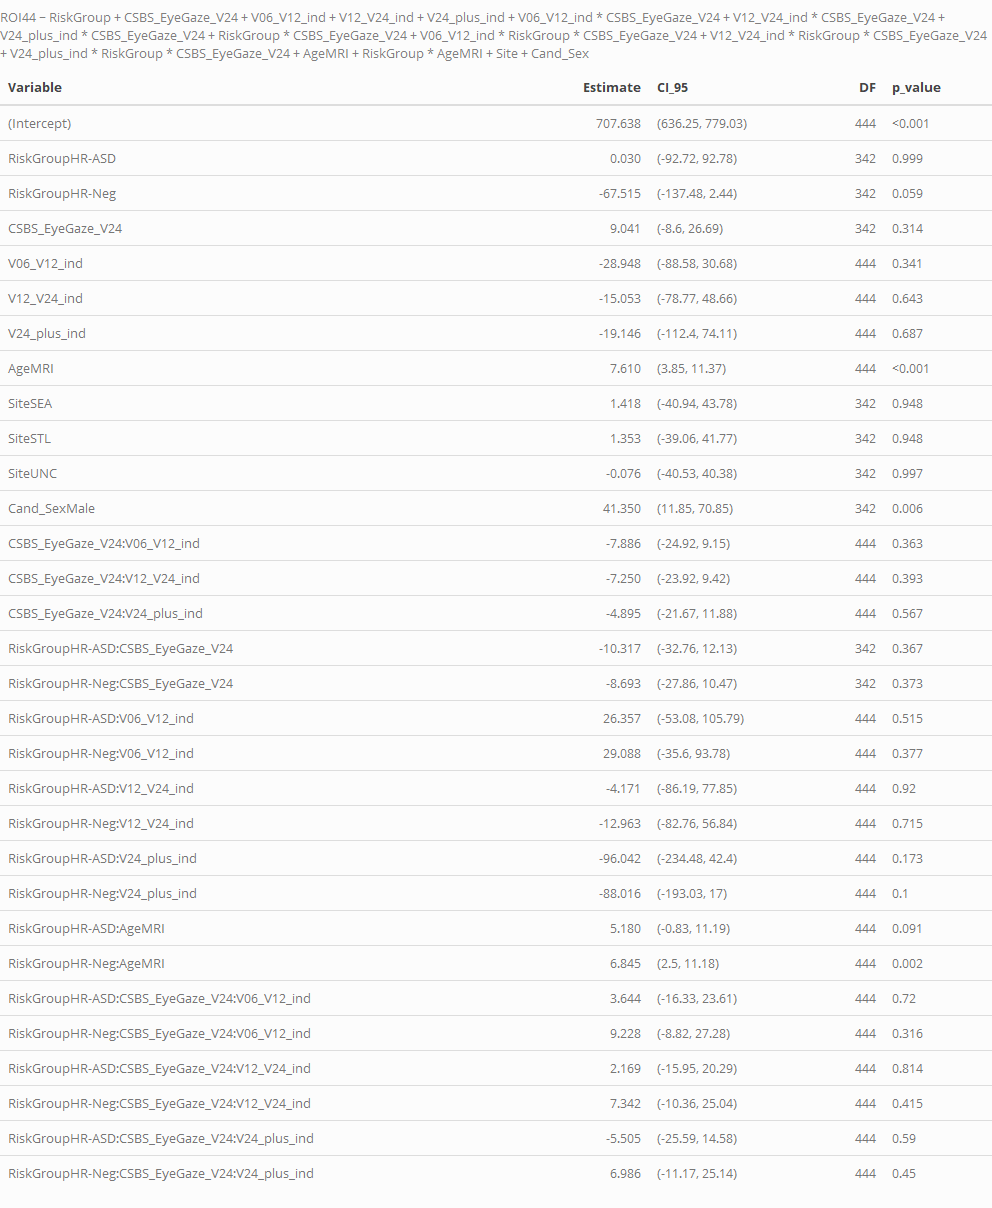 ROI44 ~ RiskGroup + CSBS_EyeGaze_V24 + V06_V12_ind + V12_V24_ind + V24_plus_ind + V06_V12_ind * CSBS_EyeGaze_V24 + V12_V24_ind * CSBS_EyeGaze_V24 +
V24_plus_ind * CSBS_EyeGaze_V24 + RiskGroup * CSBS_EyeGaze_V24 + V06_V12_ind * RiskGroup * CSBS_EyeGaze_V24 + V12_V24_ind * RiskGroup * CSBS_EyeGaze_V24
+ V24_plus_ind * RiskGroup * CSBS_EyeGaze_V24 + AgeMRI + RiskGroup * AgeMRI + Site + Cand_Sex
Variable Estimate CI_95 DF p_value
(Intercept) 707.638 (636.25, 779.03) 444 <0.001
RiskGroupHR-ASD 0.030 (-92.72, 92.78) 342 0.999
RiskGroupHR-Neg -67.515 (-137.48, 2.44) 342 0.059
CSBS_EyeGaze_V24 9.041 (-8.6, 26.69) 342 0.314
V06_V12_ind -28.948 (-88.58, 30.68) 444 0.341
V12_V24_ind -15.053 (-78.77, 48.66) 444 0.643
V24_plus_ind -19.146 (-112.4, 74.11) 444 0.687
AgeMRI 7.610 (3.85, 11.37) 444 <0.001
SiteSEA 1.418 (-40.94, 43.78) 342 0.948
SiteSTL 1.353 (-39.06, 41.77) 342 0.948
SiteUNC -0.076 (-40.53, 40.38) 342 0.997
Cand_SexMale 41.350 (11.85, 70.85) 342 0.006
CSBS_EyeGaze_V24:V06_V12_ind -7.886 (-24.92, 9.15) 444 0.363
CSBS_EyeGaze_V24:V12_V24_ind -7.250 (-23.92, 9.42) 444 0.393
CSBS_EyeGaze_V24:V24_plus_ind -4.895 (-21.67, 11.88) 444 0.567
RiskGroupHR-ASD:CSBS_EyeGaze_V24 -10.317 (-32.76, 12.13) 342 0.367
RiskGroupHR-Neg:CSBS_EyeGaze_V24 -8.693 (-27.86, 10.47) 342 0.373
RiskGroupHR-ASD:V06_V12_ind 26.357 (-53.08, 105.79) 444 0.515
RiskGroupHR-Neg:V06_V12_ind 29.088 (-35.6, 93.78) 444 0.377
RiskGroupHR-ASD:V12_V24_ind -4.171 (-86.19, 77.85) 444 0.92
RiskGroupHR-Neg:V12_V24_ind -12.963 (-82.76, 56.84) 444 0.715
RiskGroupHR-ASD:V24_plus_ind -96.042 (-234.48, 42.4) 444 0.173
RiskGroupHR-Neg:V24_plus_ind -88.016 (-193.03, 17) 444 0.1
RiskGroupHR-ASD:AgeMRI 5.180 (-0.83, 11.19) 444 0.091
RiskGroupHR-Neg:AgeMRI 6.845 (2.5, 11.18) 444 0.002
RiskGroupHR-ASD:CSBS_EyeGaze_V24:V06_V12_ind 3.644 (-16.33, 23.61) 444 0.72
RiskGroupHR-Neg:CSBS_EyeGaze_V24:V06_V12_ind 9.228 (-8.82, 27.28) 444 0.316
RiskGroupHR-ASD:CSBS_EyeGaze_V24:V12_V24_ind 2.169 (-15.95, 20.29) 444 0.814
RiskGroupHR-Neg:CSBS_EyeGaze_V24:V12_V24_ind 7.342 (-10.36, 25.04) 444 0.415
RiskGroupHR-ASD:CSBS_EyeGaze_V24:V24_plus_ind -5.505 (-25.59, 14.58) 444 0.59
RiskGroupHR-Neg:CSBS_EyeGaze_V24:V24_plus_ind 6.986 (-11.17, 25.14) 444 0.45